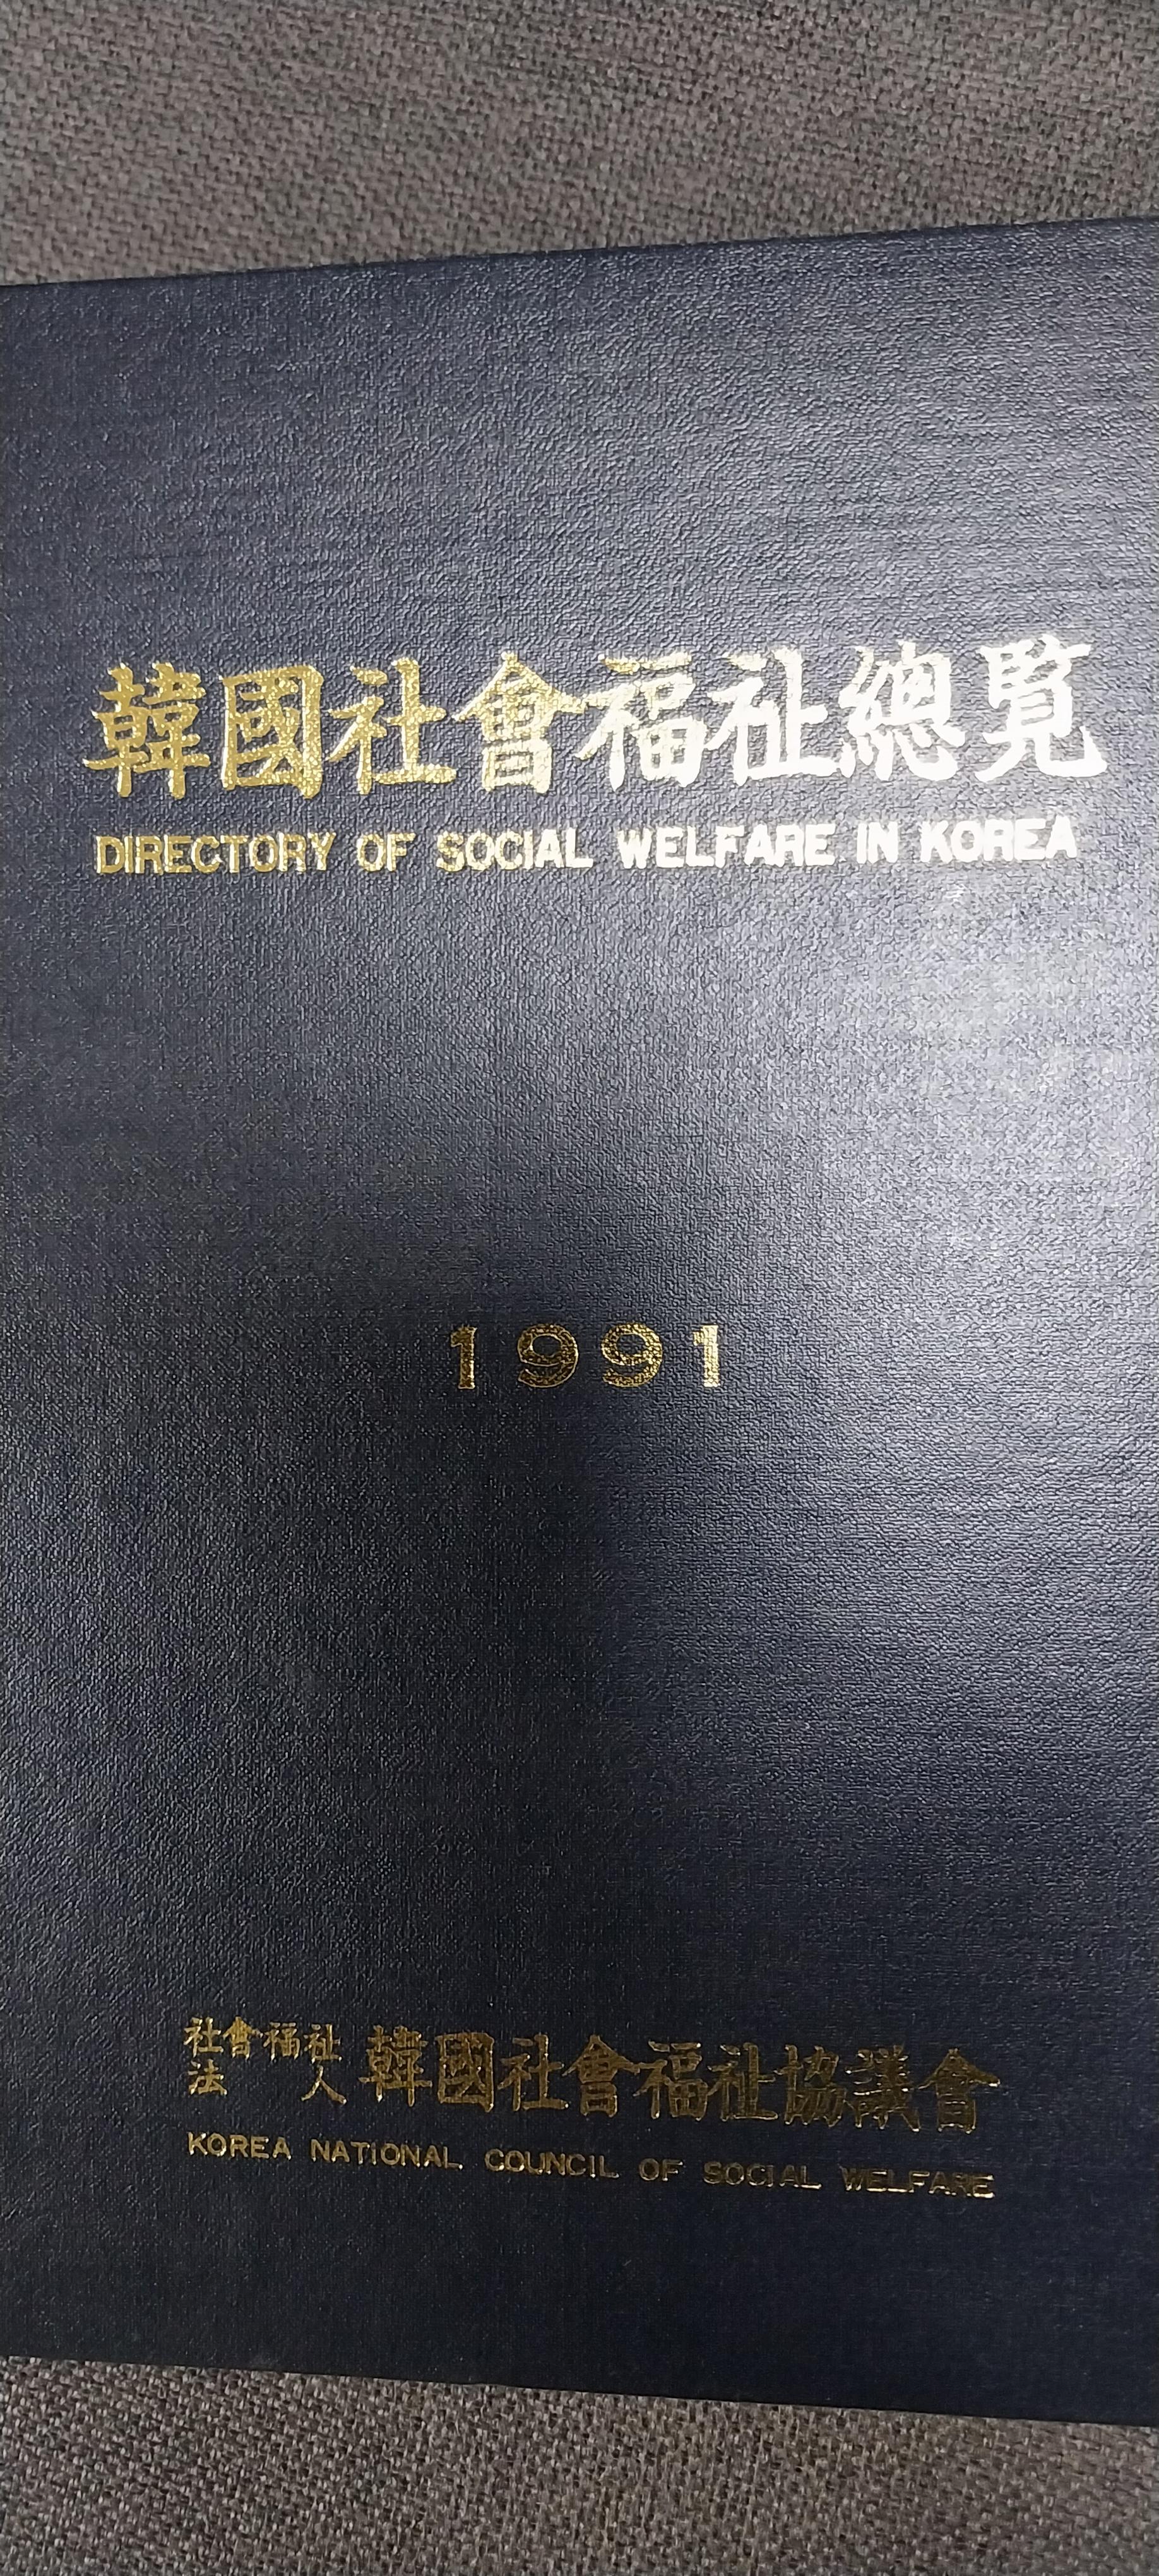 韓國社會福祉總覽
DIRECTORY OF SOCIAL WELFARE IN KOREA
1991
社會福祉
法人 韓國社會福祉協議會
KOREA NATIONAL COUNCIL OF SOCIAL WELFARE